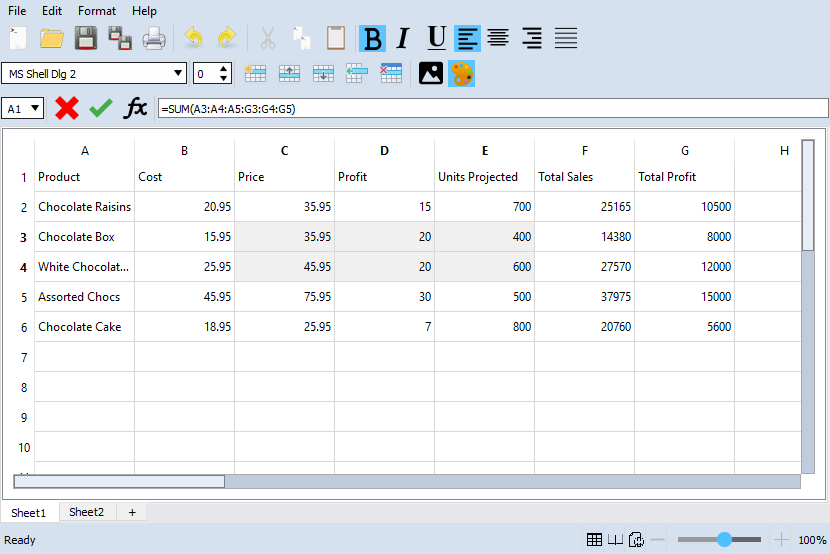 File Edit Format Help
B I U
MS Shell Dlg 2 0
A1 fx =SUM(A3:A4:A5:G3:G4:G5)
A B C D E F G H
1 Product Cost Price Profit Units Projected Total Sales Total Profit
2 Chocolate Raisins 20.95 35.95 15 700 25165 10500
3 Chocolate Box 15.95 35.95 20 400 14380 8000
4 White Chocolat... 25.95 45.95 20 600 27570 12000
5 Assorted Chocs 45.95 75.95 30 500 37975 15000
6 Chocolate Cake 18.95 25.95 7 800 20760 5600
7
8
9
10
Sheet1 Sheet2 +
Ready 100%